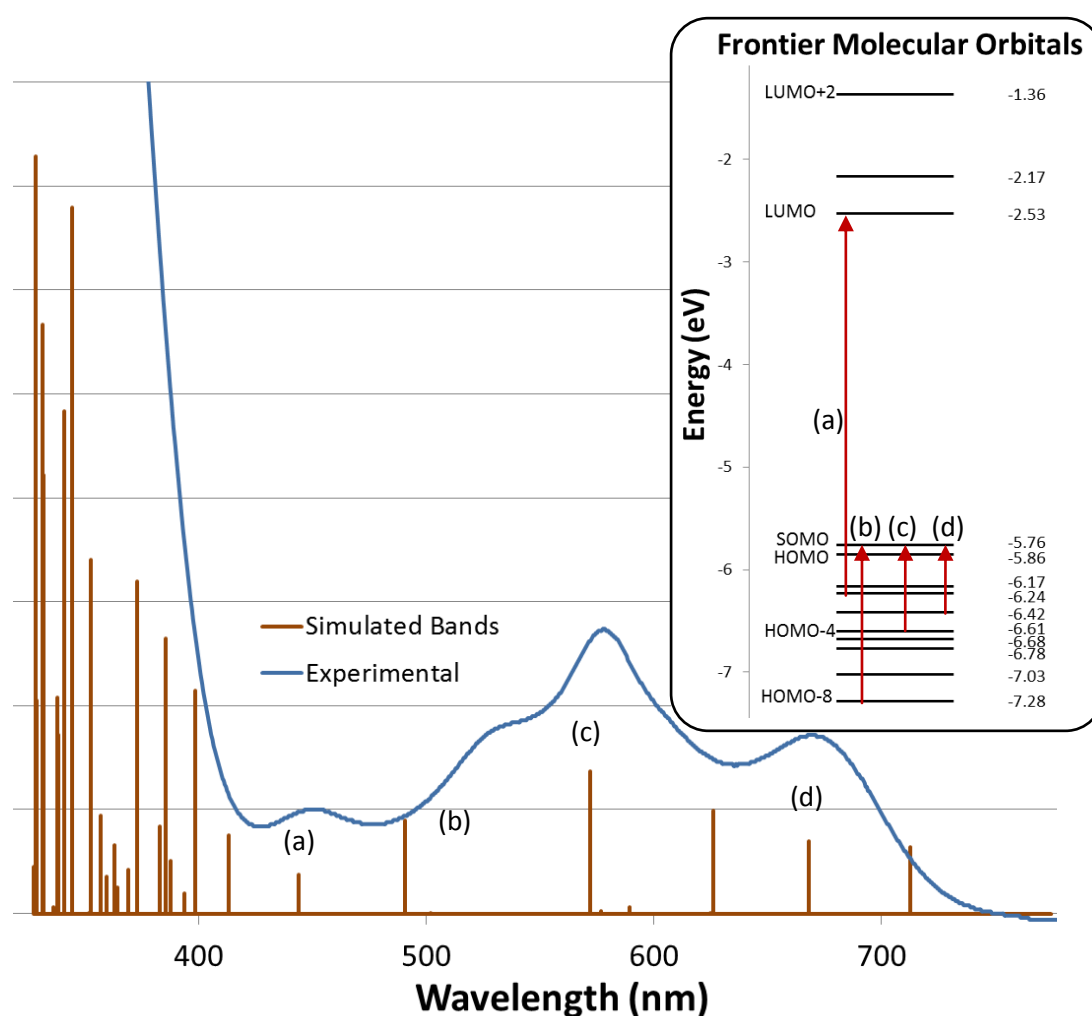 Frontier Molecular Orbitals
LUMO+2
-1.36
-2
-2.17
LUMO
-2.53
-3
Energy (eV)
-4
(a)
-5
SOMO
(b)
(c)
(d)
-5.76
HOMO
-5.86
-6
-6.17
-6.24
-6.42
HOMO-4
-6.61
-6.68
-6.78
-7
-7.03
HOMO-8
-7.28
Simulated Bands
Experimental
(a)
(b)
(c)
(d)
400
500
600
700
Wavelength (nm)